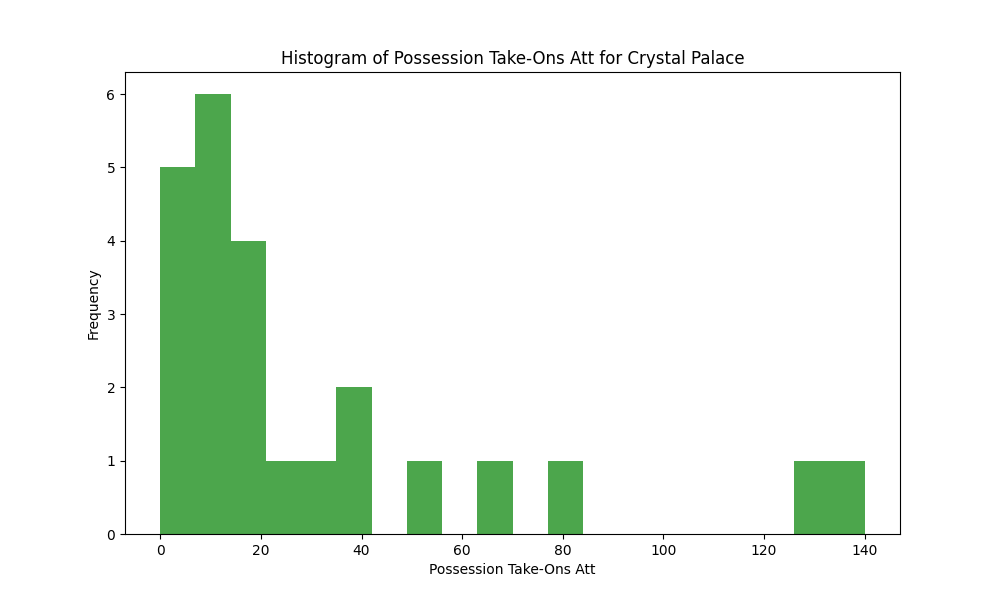 Histogram of Possession Take-Ons Att for Crystal Palace
6
5
4
3
2
1
0
Frequency
0 20 40 60 80 100 120 140
Possession Take-Ons Att